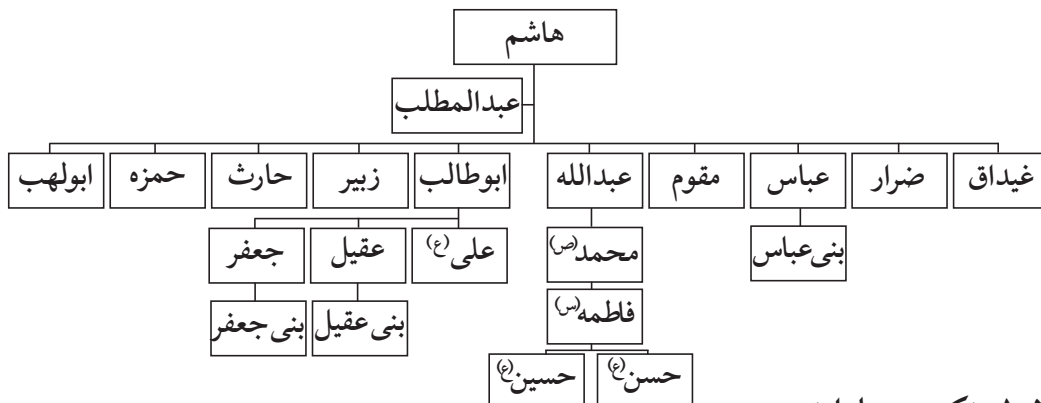 هاشم
عبدالمطلب
غیداق
ضرار
عباس
مقوم
عبدالله
ابوطالب
زبیر
حارث
حمزه
ابولهب
بنی‌عباس
محمد(ص)
علی(ع)
عقیل
جعفر
فاطمه(س)
بنی‌عقیل
بنی‌جعفر
حسن(ع)
حسین(ع)